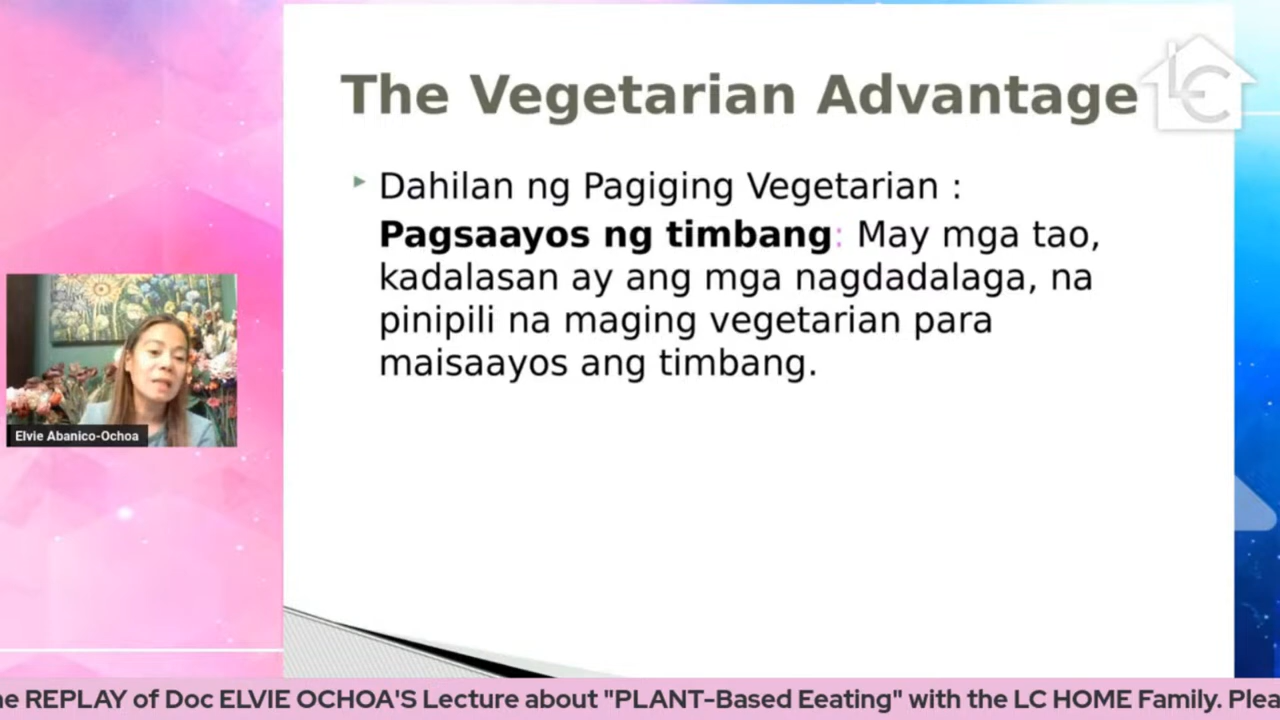 The Vegetarian Advantage
LC
Dahilan ng Pagiging Vegetarian :
Pagsaayos ng timbang: May mga tao,
kadalasan ay ang mga nagdadalaga, na
pinipili na maging vegetarian para
maisaayos ang timbang.
Elvie Abanico-Ochoa
REPLAY of Doc ELVIE OCHOA'S Lecture about "PLANT-Based Eeating" with the LC HOME Family.